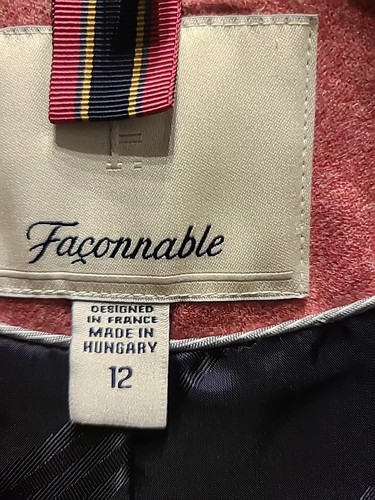 Façonnable
DESIGNED
IN FRANCE
MADE IN
HUNGARY
12